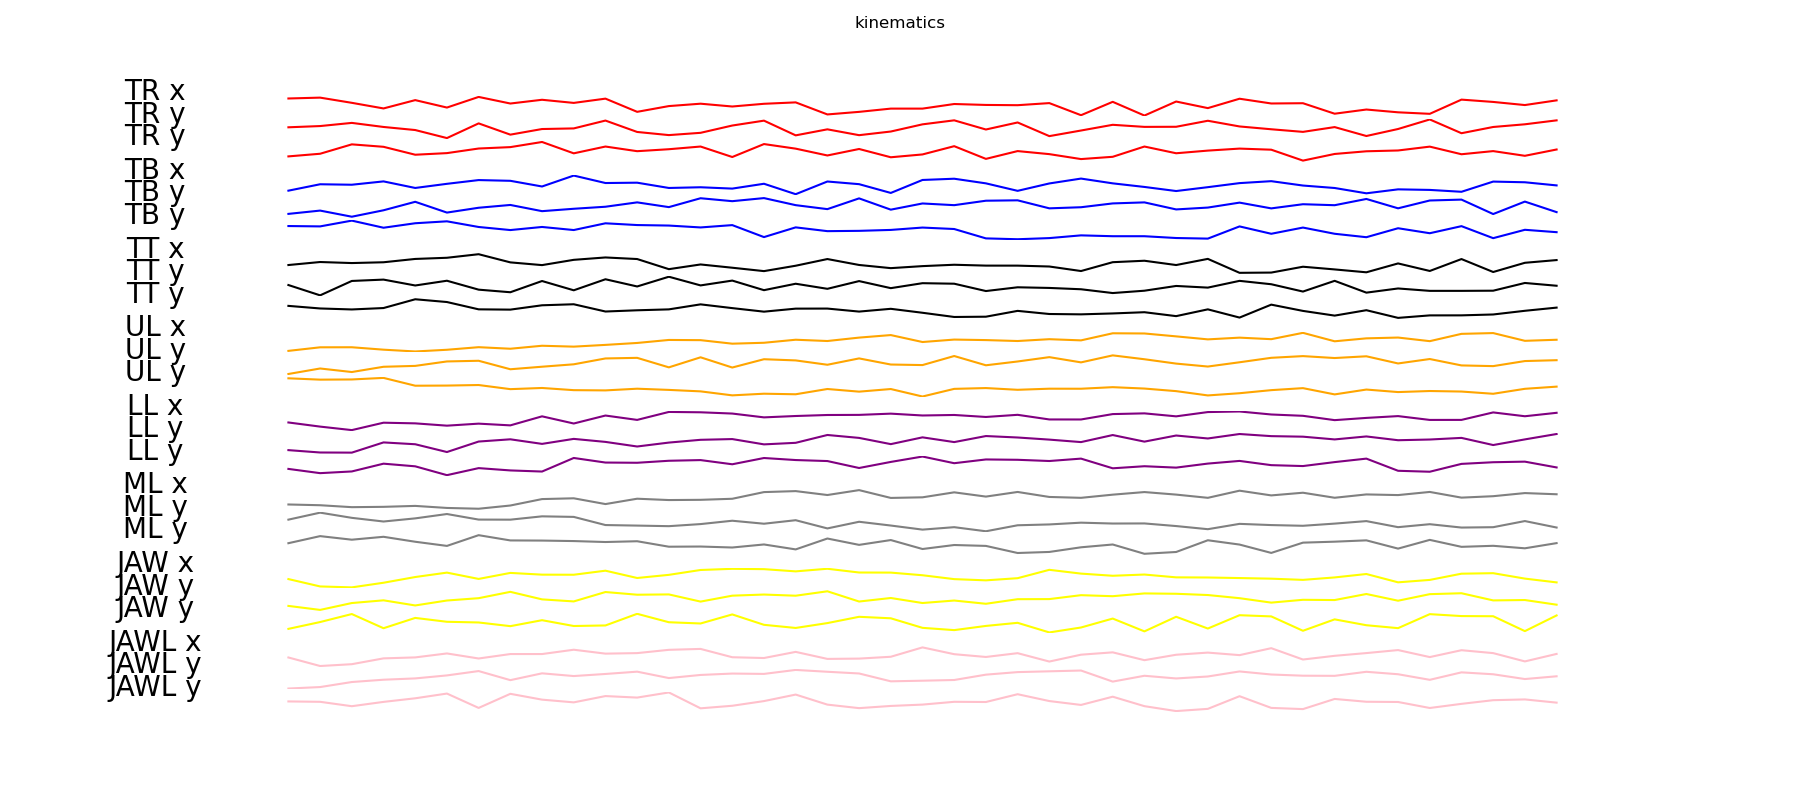 kinematics
TR x
TR y
TR y
TB x
TB y
TB y
TT x
TT y
TT y
UL x
UL y
UL y
LL x
LL y
LL y
ML x
ML y
ML y
JAW x
JAW y
JAW y
JAWL x
JAWL y
JAWL y